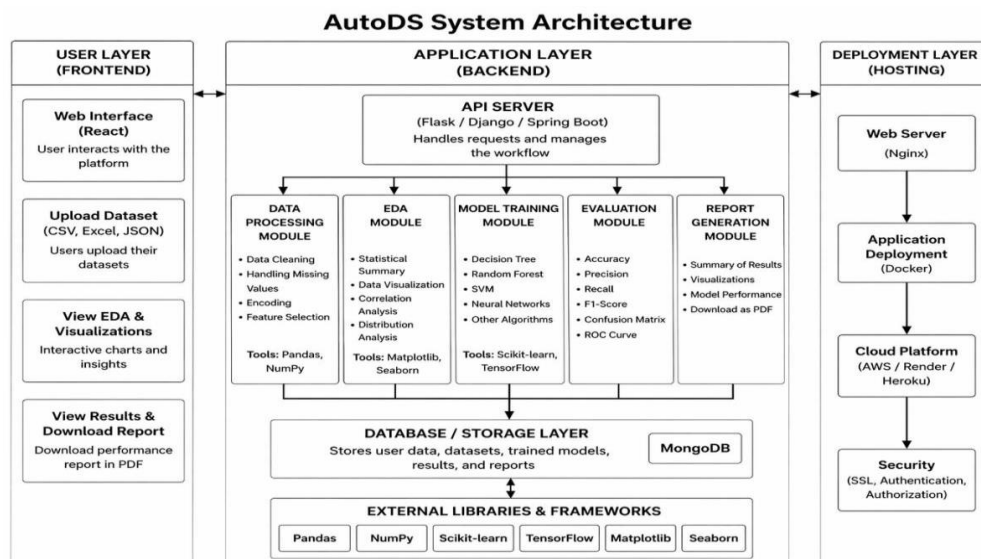 AutoDS System Architecture
USER LAYER
(FRONTEND)
Web Interface
(React)
User interacts with the
platform
Upload Dataset
(CSV, Excel, JSON)
Users upload their
datasets
View EDA &
Visualizations
Interactive charts and
insights
View Results &
Download Report
Download performance
report in PDF
APPLICATION LAYER
(BACKEND)
API SERVER
(Flask / Django / Spring Boot)
Handles requests and manages
the workflow
DATA
PROCESSING
MODULE
• Data Cleaning
• Handling Missing
Values
• Encoding
• Feature Selection
Tools: Pandas,
NumPy
EDA
MODULE
• Statistical
Summary
• Data Visualization
• Correlation
Analysis
• Distribution
Analysis
Tools: Matplotlib,
Seaborn
MODEL TRAINING
MODULE
• Decision Tree
• Random Forest
• SVM
• Neural Networks
• Other Algorithms
Tools: Scikit-learn,
TensorFlow
EVALUATION
MODULE
• Accuracy
• Precision
• Recall
• F1-Score
• Confusion Matrix
• ROC Curve
REPORT
GENERATION
MODULE
• Summary of Results
• Visualizations
• Model Performance
• Download as PDF
DATABASE / STORAGE LAYER
Stores user data, datasets, trained models,
results, and reports
MongoDB
EXTERNAL LIBRARIES & FRAMEWORKS
Pandas
NumPy
Scikit-learn
TensorFlow
Matplotlib
Seaborn
DEPLOYMENT LAYER
(HOSTING)
Web Server
(Nginx)
Application
Deployment
(Docker)
Cloud Platform
(AWS / Render /
Heroku)
Security
(SSL, Authentication,
Authorization)